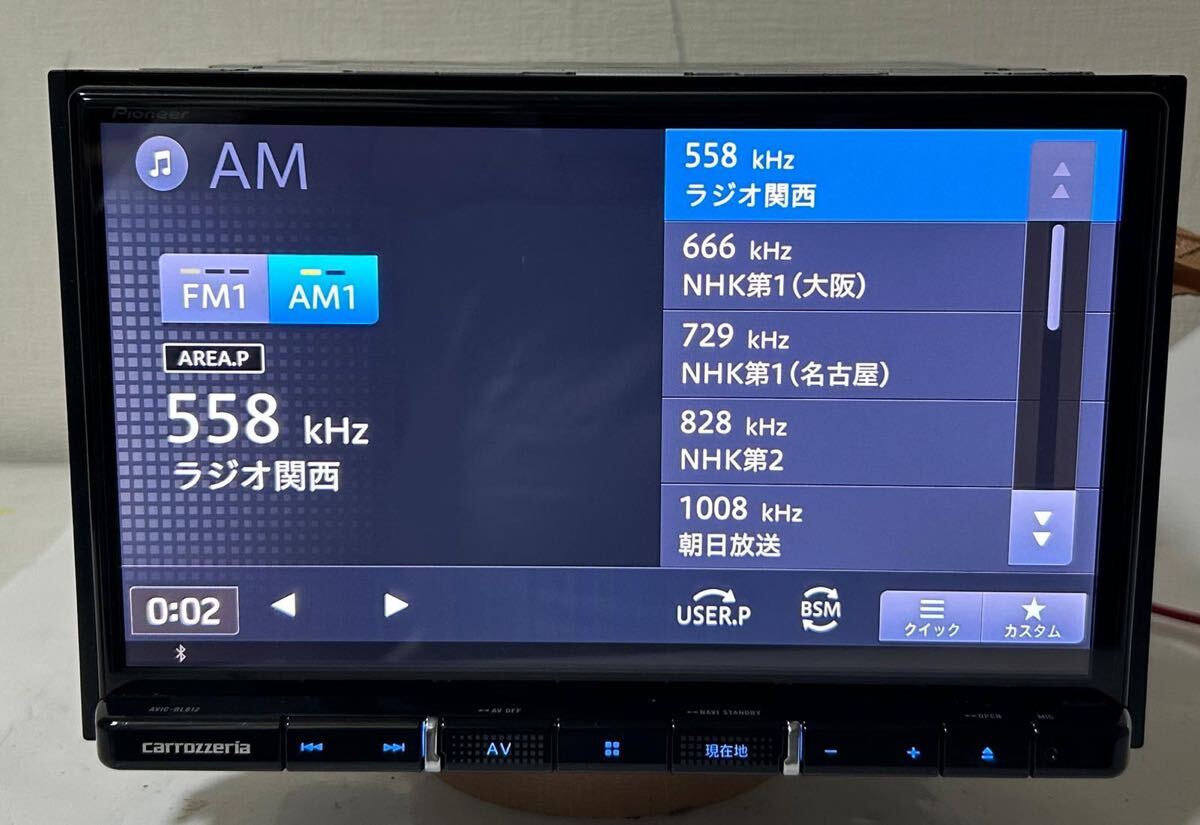 Pioneer
AM
FM1
AM1
AREA.P
558 kHz
ラジオ関西
558 kHz
ラジオ関西
666 kHz
NHK第1(大阪)
729 kHz
NHK第1(名古屋)
828 kHz
NHK第2
1008 kHz
朝日放送
0:02
USER.P
BSM
クイック
カスタム
AVIC-RL812
AV OFF
NAVI STANDBY
OPEN
MIC
carrozzeria
AV
現在地